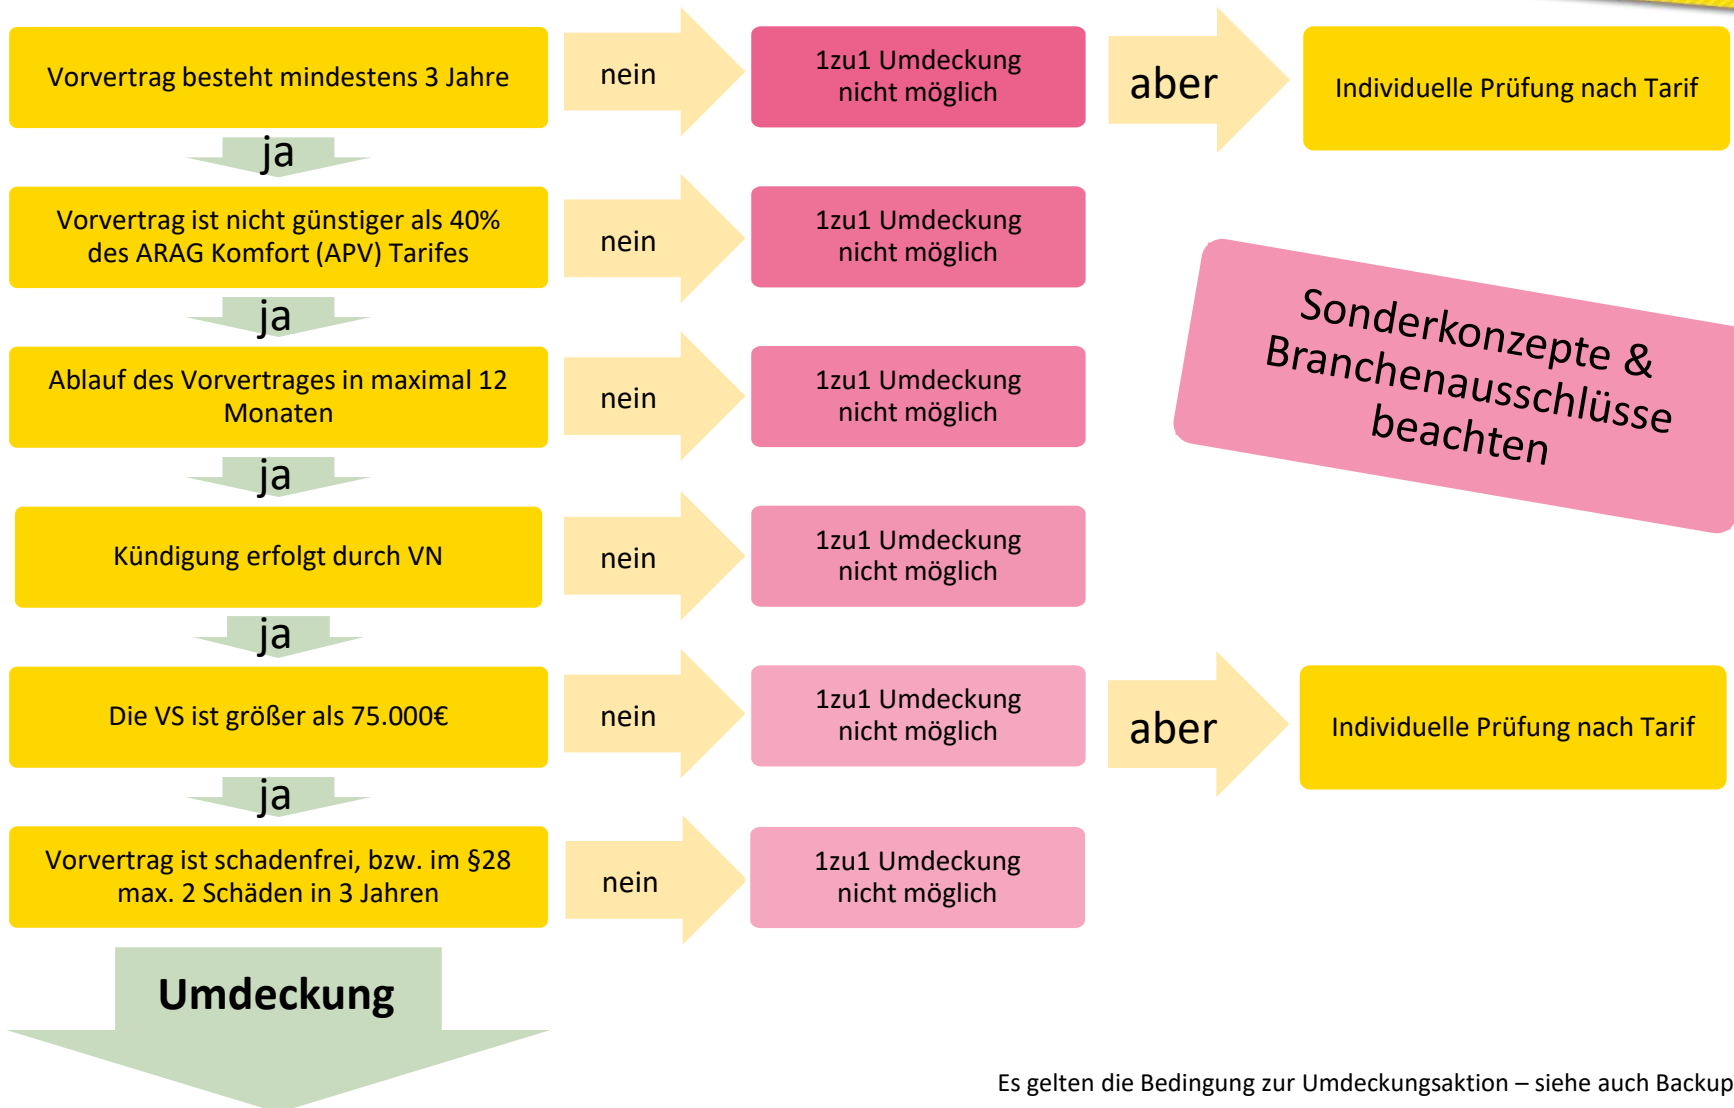 Vorvertrag besteht mindestens 3 Jahre
nein
1zu1 Umdeckung
nicht möglich
aber
Individuelle Prüfung nach Tarif
ja
Vorvertrag ist nicht günstiger als 40%
des ARAG Komfort (APV) Tarifes
nein
1zu1 Umdeckung
nicht möglich
ja
Sonderkonzepte &
Branchenausschlüsse
beachten
Ablauf des Vorvertrages in maximal 12
Monaten
nein
1zu1 Umdeckung
nicht möglich
ja
Kündigung erfolgt durch VN
nein
1zu1 Umdeckung
nicht möglich
ja
Die VS ist größer als 75.000€
nein
1zu1 Umdeckung
nicht möglich
aber
Individuelle Prüfung nach Tarif
ja
Vorvertrag ist schadenfrei, bzw. im §28
max. 2 Schäden in 3 Jahren
nein
1zu1 Umdeckung
nicht möglich
Umdeckung
Es gelten die Bedingung zur Umdeckungsaktion – siehe auch Backup